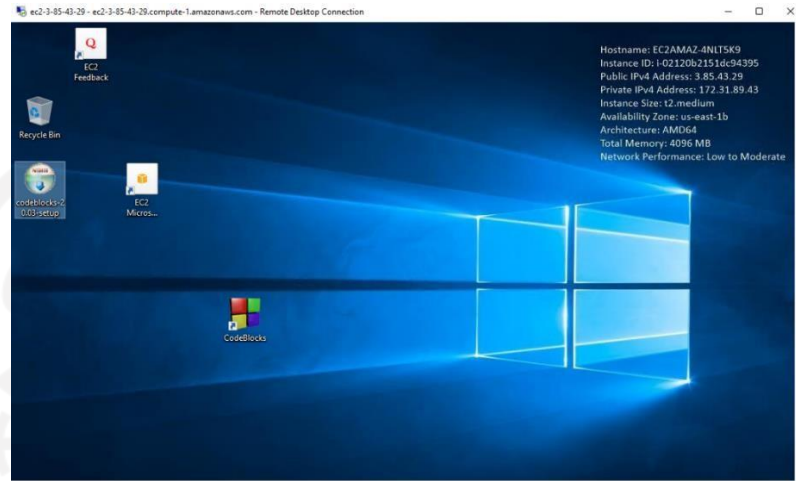 ec2-3-85-43-29 - ec2-3-85-43-29.compute-1.amazonaws.com - Remote Desktop Connection
Q
EC2
Feedback
Hostname: EC2AMAZ-4NLT5K9
Instance ID: i-02120b2151dc94395
Public IPv4 Address: 3.85.43.29
Private IPv4 Address: 172.31.89.43
Instance Size: t2.medium
Availability Zone: us-east-1b
Architecture: AMD64
Total Memory: 4096 MB
Network Performance: Low to Moderate
Recycle Bin
codeblocks-2
0.03-setup
EC2
Micros...
CodeBlocks